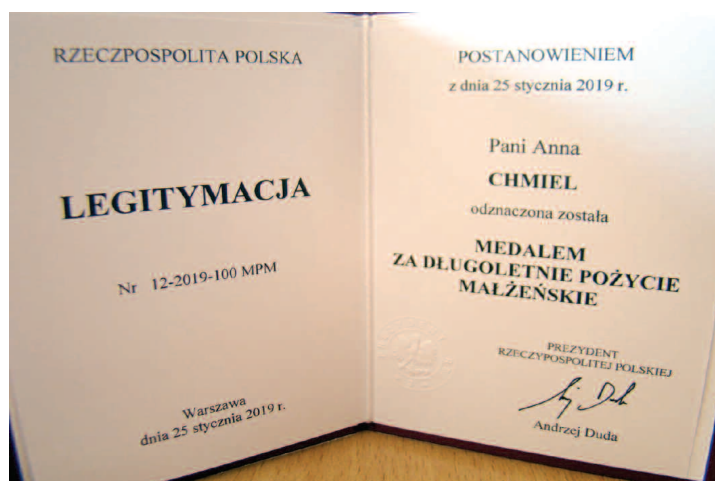 RZECZPOSPOLITA POLSKA
LEGITYMACJA
Nr 12-2019-100 MPM
Warszawa
dnia 25 stycznia 2019 r.
POSTANOWIENIEM
z dnia 25 stycznia 2019 r.
Pani Anna
CHMIEL
odznaczona została
MEDALEM
ZA DŁUGOLETNIE POŻYCIE
MAŁŻEŃSKIE
PREZYDENT
RZECZYPOSPOLITEJ POLSKIEJ
Andrzej Duda